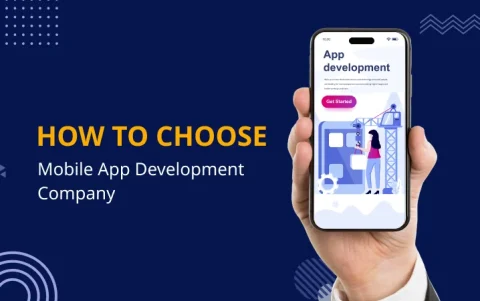 HOW TO CHOOSE
Mobile App Development
Company
App
development
Get Started